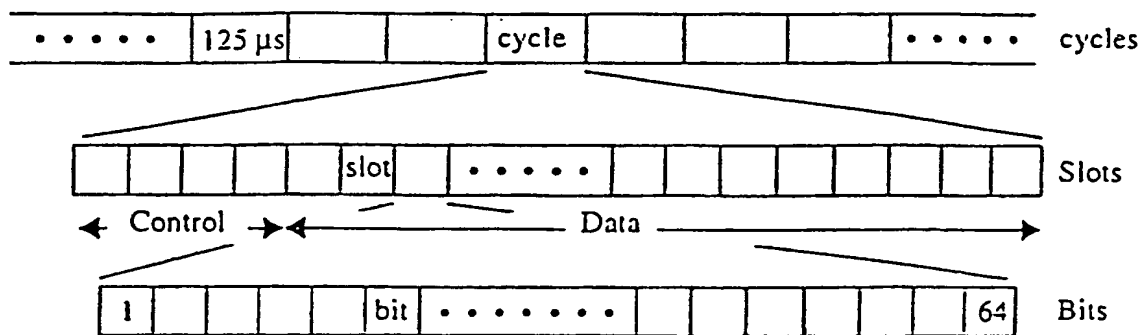 • • • • • 125 µs cycle • • • • • cycles
slot • • • • • Slots
Control Data
1 bit • • • • • • • 64 Bits